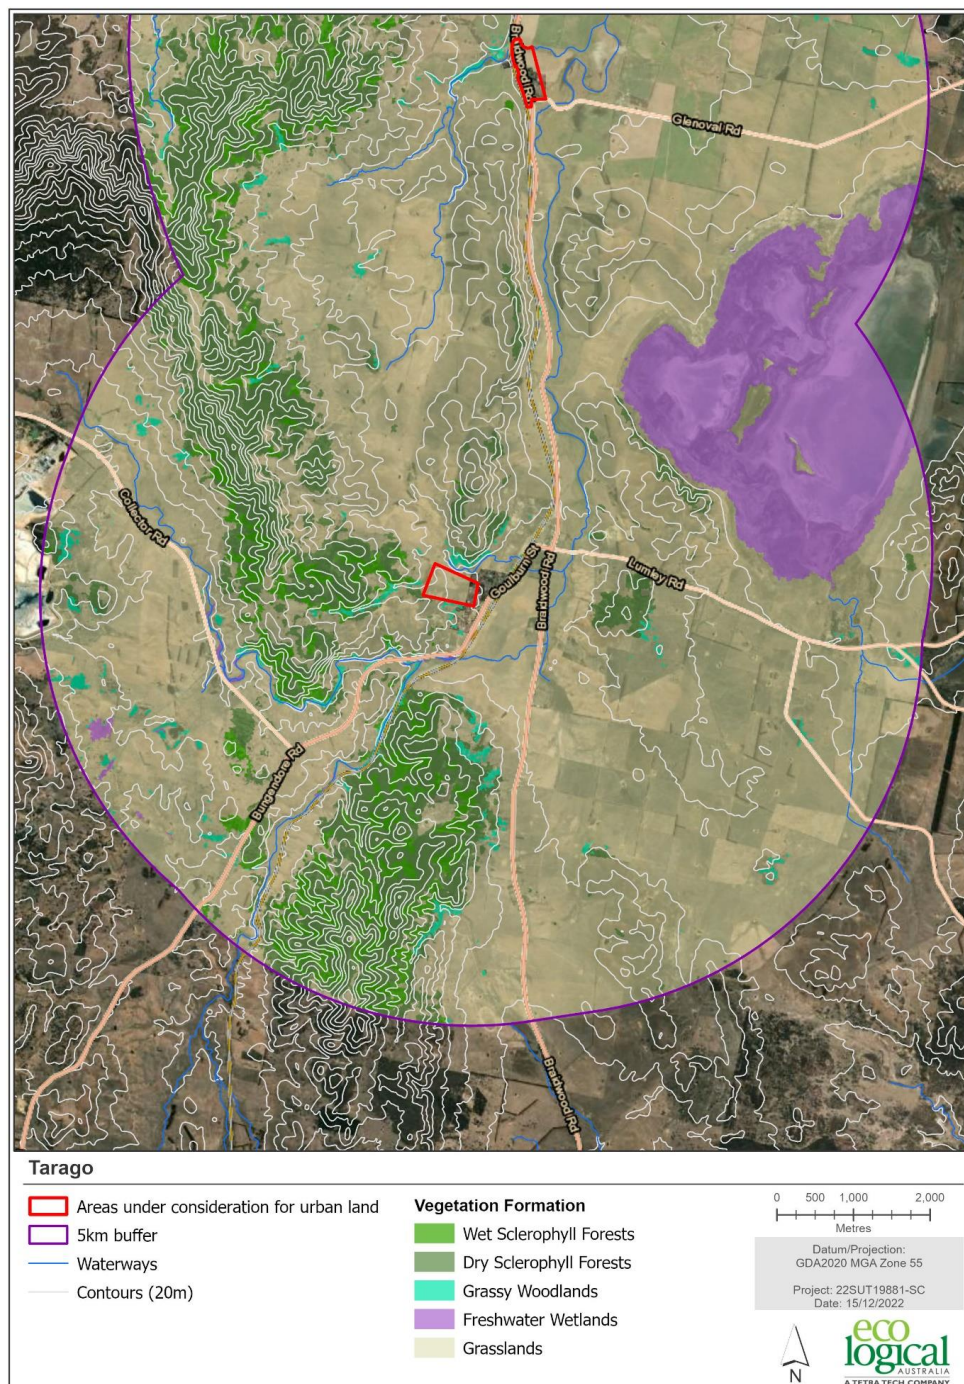 Braidwood Rd
Glenoval Rd
Collector Rd
Goulburn St
Braidwood Rd
Lumley Rd
Bungendore Rd
Braidwood Rd
Tarago
Areas under consideration for urban land
5km buffer
Waterways
Contours (20m)
Vegetation Formation
Wet Sclerophyll Forests
Dry Sclerophyll Forests
Grassy Woodlands
Freshwater Wetlands
Grasslands
0 500 1,000 2,000
Metres
Datum/Projection:
GDA2020 MGA Zone 55
Project: 22SUT19881-SC
Date: 15/12/2022
N
eco
logical
AUSTRALIA
A TETRA TECH COMPANY